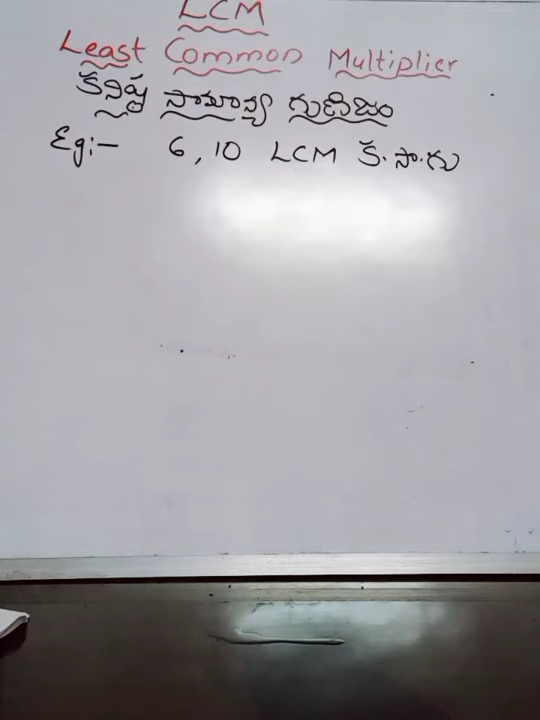 LCM
Least Common Multiplier
కనిష్ఠ సామాన్య గుణిజం
Eg:- 6, 10 LCM క.సా.గు